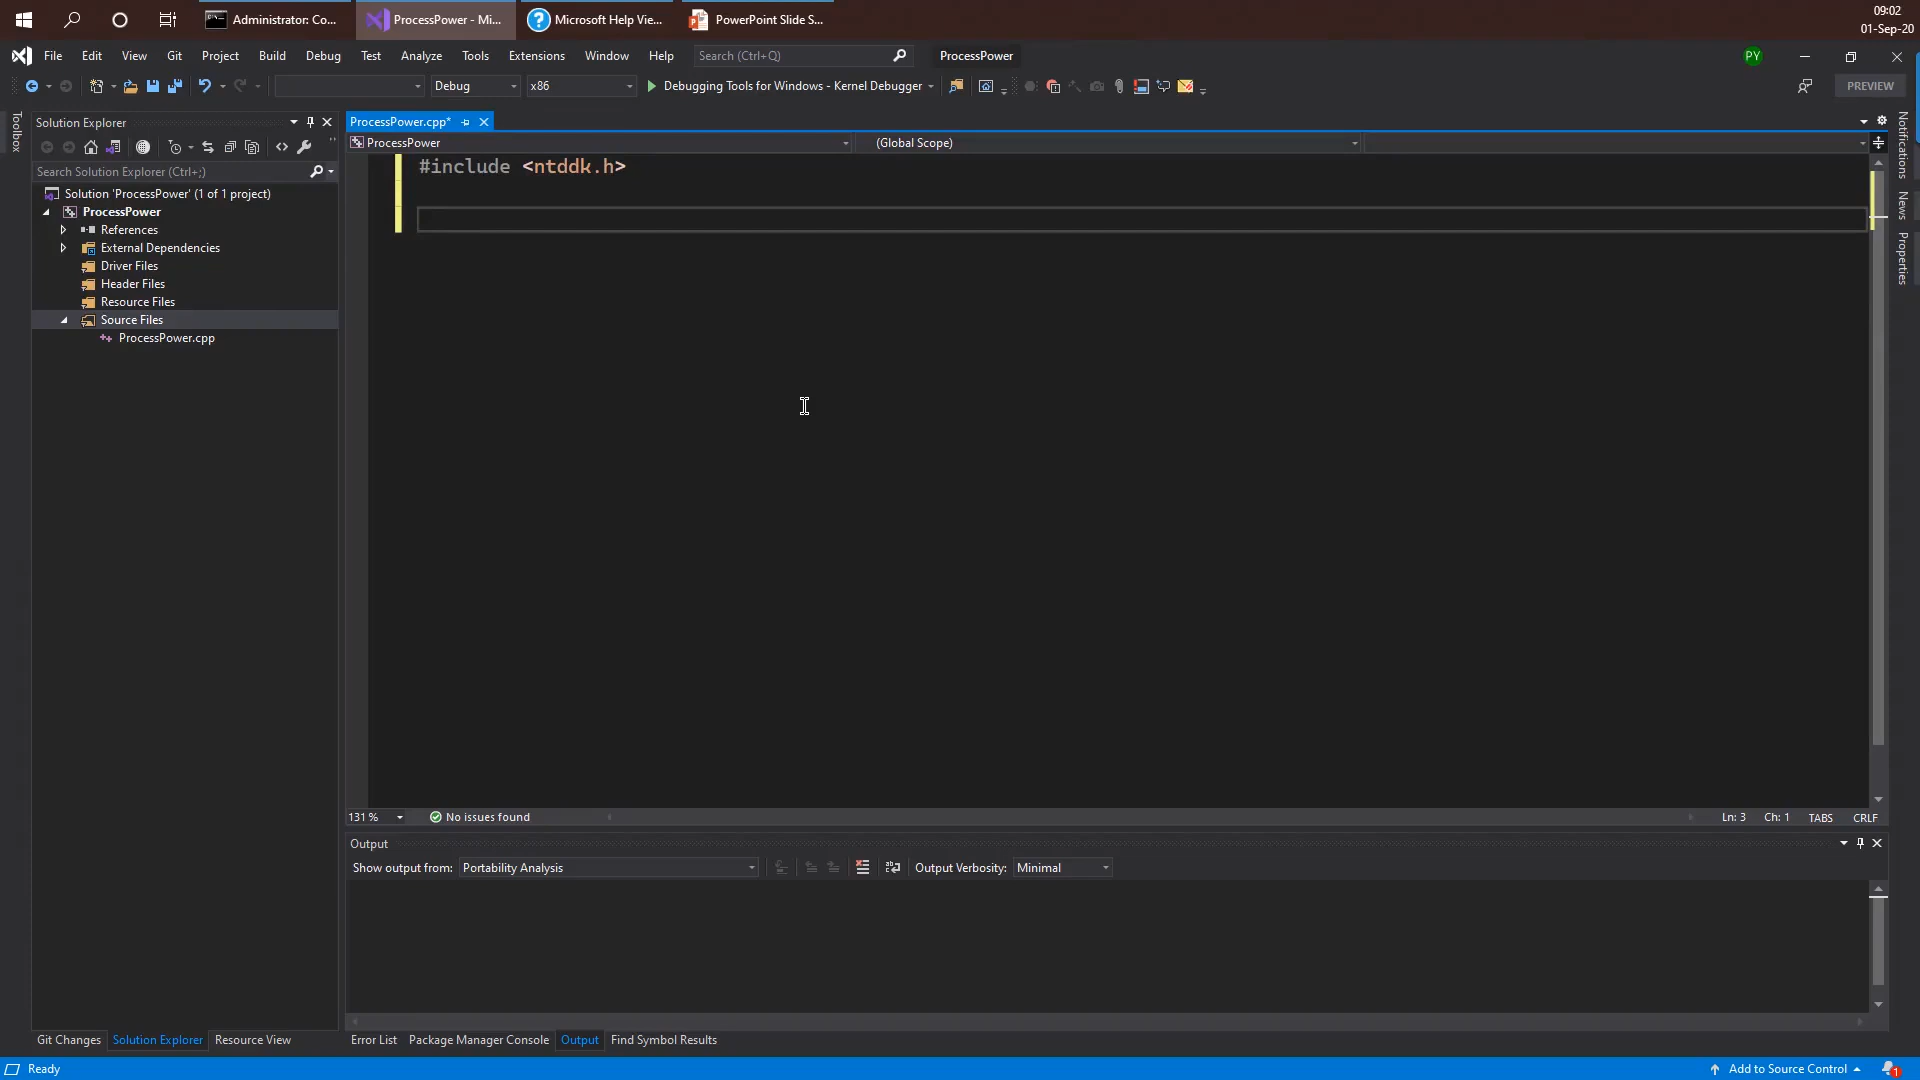 Administrator: Co...
ProcessPower - Mi...
Microsoft Help Vie...
PowerPoint Slide S...
09:02
01-Sep-20
File Edit View Git Project Build Debug Test Analyze Tools Extensions Window Help Search (Ctrl+Q) ProcessPower PY
Debug x86 Debugging Tools for Windows - Kernel Debugger PREVIEW
Toolbox
Solution Explorer
Search Solution Explorer (Ctrl+;)
Solution 'ProcessPower' (1 of 1 project)
ProcessPower
References
External Dependencies
Driver Files
Header Files
Resource Files
Source Files
ProcessPower.cpp
Git Changes Solution Explorer Resource View
ProcessPower.cpp*
ProcessPower (Global Scope)
#include <ntddk.h>
131 % No issues found Ln: 3 Ch: 1 TABS CRLF
Output
Show output from: Portability Analysis Output Verbosity: Minimal
Error List Package Manager Console Output Find Symbol Results
Notifications
News
Properties
Ready Add to Source Control 1